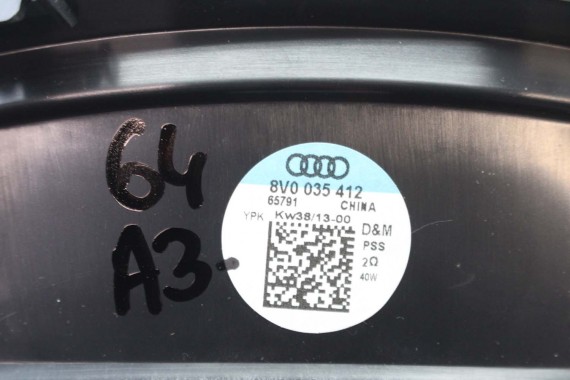 64
A3-
8V0 035 412
65791 CHINA
YPK KW38/13-00
D&M
PSS
2Ω
40W